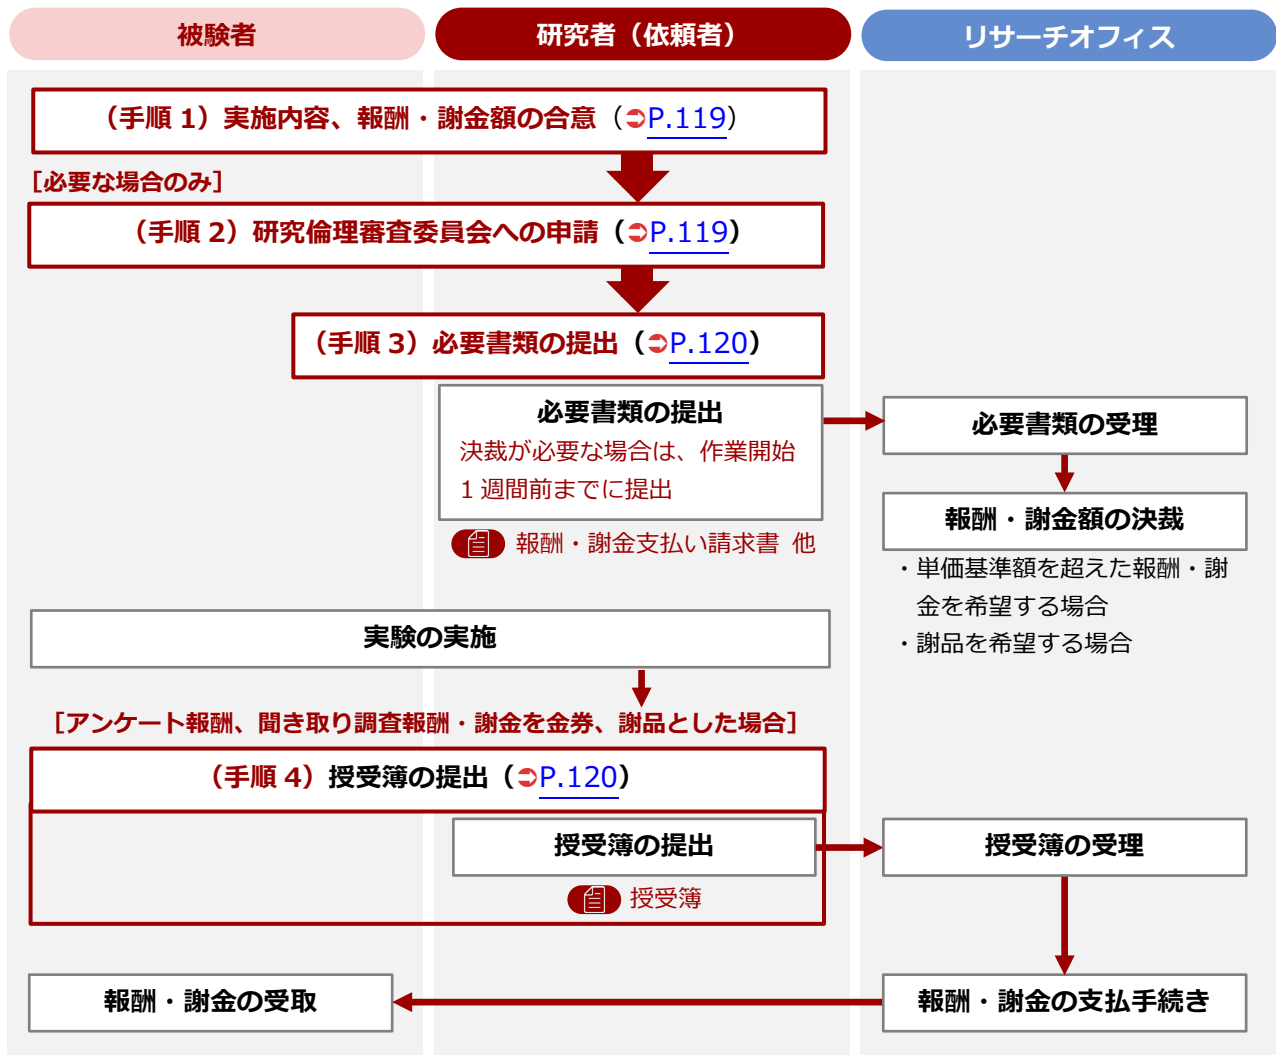 被験者
研究者（依頼者）
リサーチオフィス
（手順 1）実施内容、報酬・謝金額の合意（➲P.119）
［必要な場合のみ］
（手順 2）研究倫理審査委員会への申請（➲P.119）
（手順 3）必要書類の提出（➲P.120）
必要書類の提出
決裁が必要な場合は、作業開始
1 週間前までに提出
報酬・謝金支払い請求書 他
必要書類の受理
報酬・謝金額の決裁
・単価基準額を超えた報酬・謝
金を希望する場合
・謝品を希望する場合
実験の実施
［アンケート報酬、聞き取り調査報酬・謝金を金券、謝品とした場合］
（手順 4）授受簿の提出（➲P.120）
授受簿の提出
授受簿
授受簿の受理
報酬・謝金の受取
報酬・謝金の支払手続き